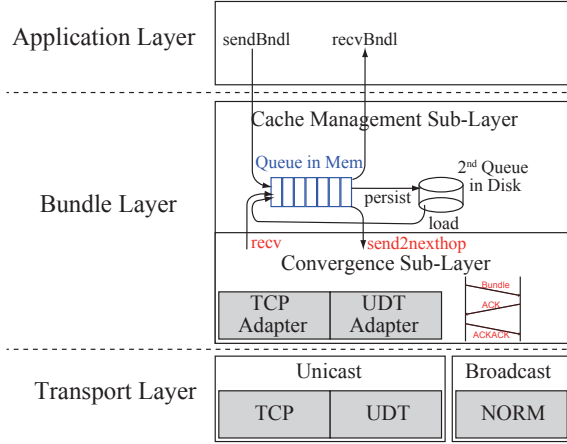 Application Layer
sendBndl
recvBndl
Bundle Layer
Cache Management Sub-Layer
Queue in Mem
2nd Queue
in Disk
persist
load
recv
send2nexthop
Convergence Sub-Layer
TCP
Adapter
UDT
Adapter
Bundle
ACK
ACKACK
Transport Layer
Unicast
Broadcast
TCP
UDT
NORM